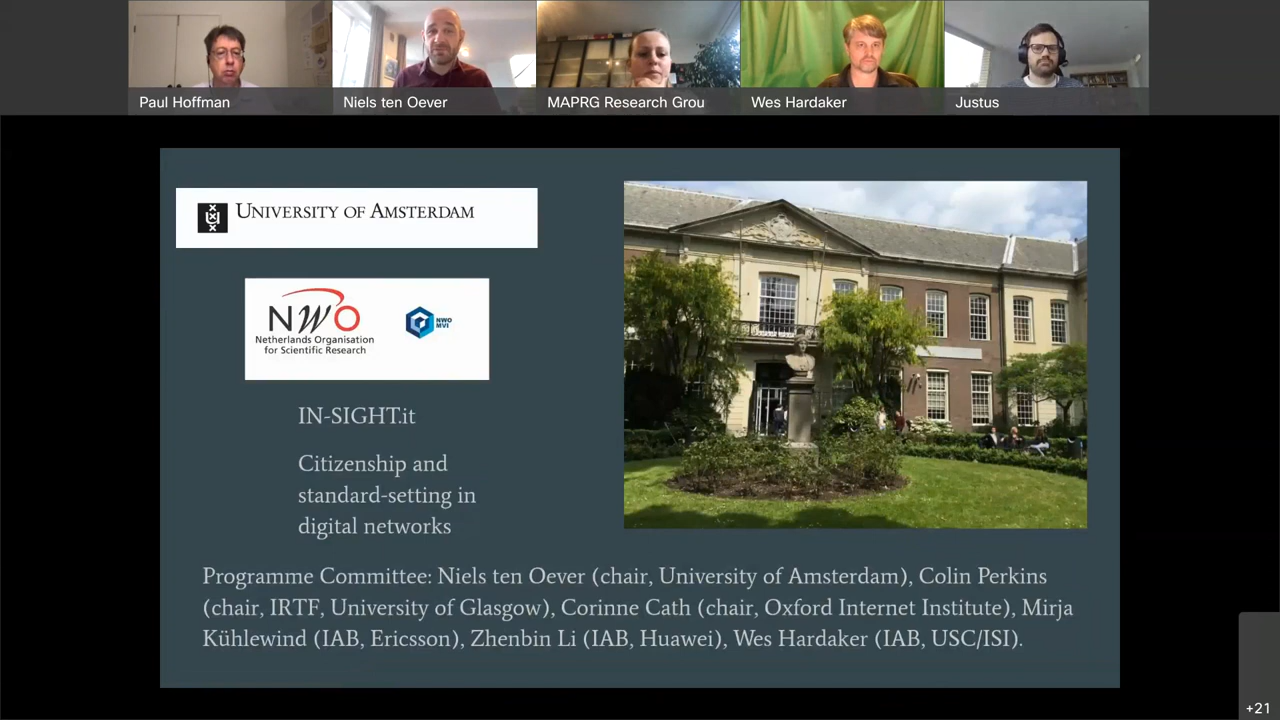 Paul Hoffman
Niels ten Oever
MAPRG Research Grou
Wes Hardaker
Justus
UNIVERSITY OF AMSTERDAM
NWO
Netherlands Organisation
for Scientific Research
NWO
MVI
IN-SIGHT.it
Citizenship and
standard-setting in
digital networks
Programme Committee: Niels ten Oever (chair, University of Amsterdam), Colin Perkins
(chair, IRTF, University of Glasgow), Corinne Cath (chair, Oxford Internet Institute), Mirja
Kühlewind (IAB, Ericsson), Zhenbin Li (IAB, Huawei), Wes Hardaker (IAB, USC/ISI).
+21